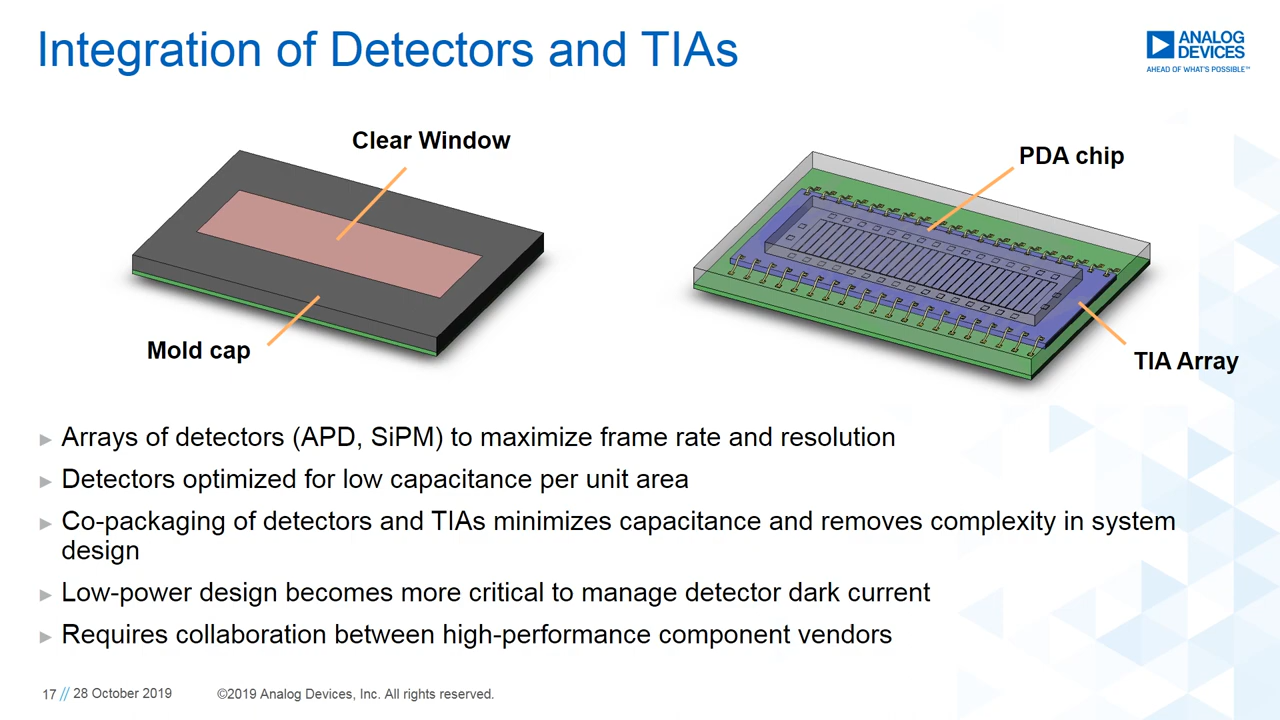 Integration of Detectors and TIAs
ANALOG
DEVICES
AHEAD OF WHAT'S POSSIBLE™
Clear Window
PDA chip
Mold cap
TIA Array
Arrays of detectors (APD, SiPM) to maximize frame rate and resolution
Detectors optimized for low capacitance per unit area
Co-packaging of detectors and TIAs minimizes capacitance and removes complexity in system
design
Low-power design becomes more critical to manage detector dark current
Requires collaboration between high-performance component vendors
17 // 28 October 2019 ©2019 Analog Devices, Inc. All rights reserved.